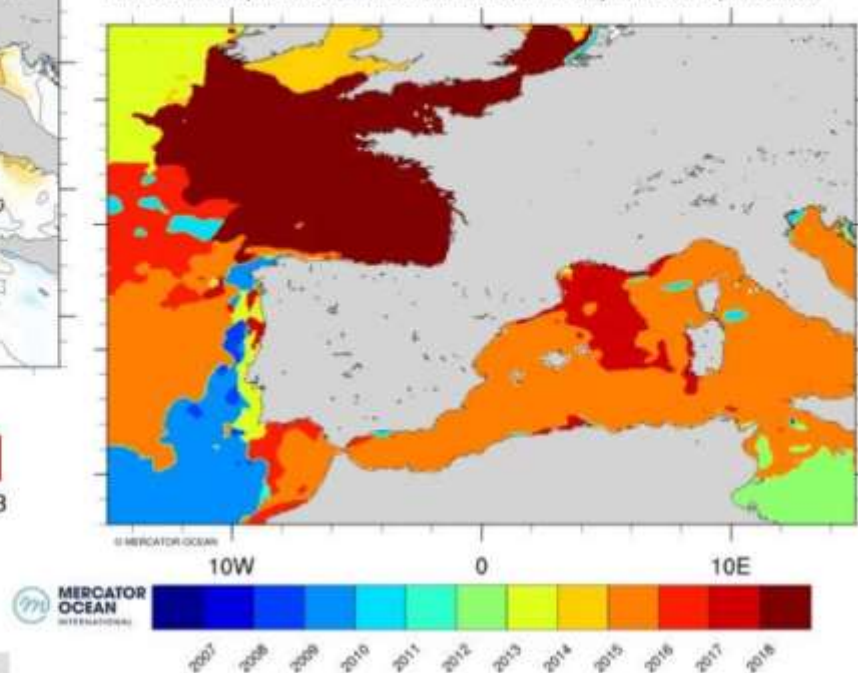 © MERCATOR OCEAN
10W 0 10E
MERCATOR
OCEAN
INTERNATIONAL
2007 2008 2009 2010 2011 2012 2013 2014 2015 2016 2017 2018